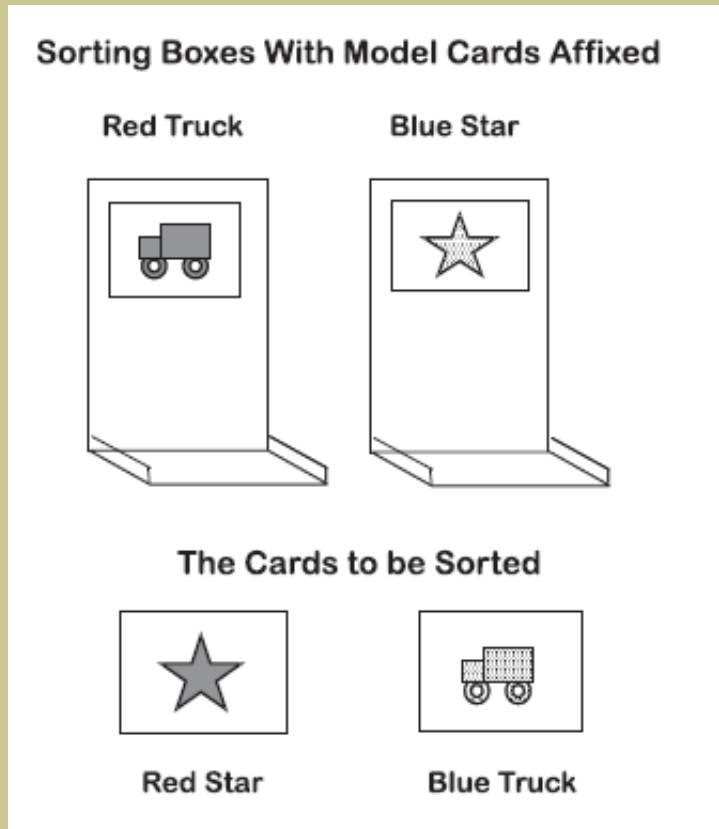 Sorting Boxes With Model Cards Affixed
Red Truck Blue Star
The Cards to be Sorted
Red Star Blue Truck